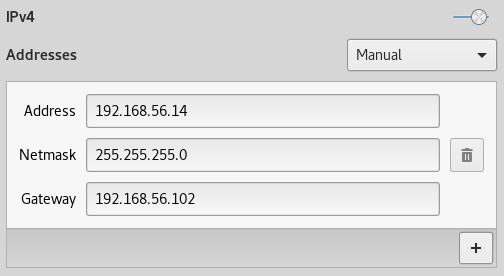 IPv4
Addresses Manual
Address 192.168.56.14
Netmask 255.255.255.0
Gateway 192.168.56.102
+